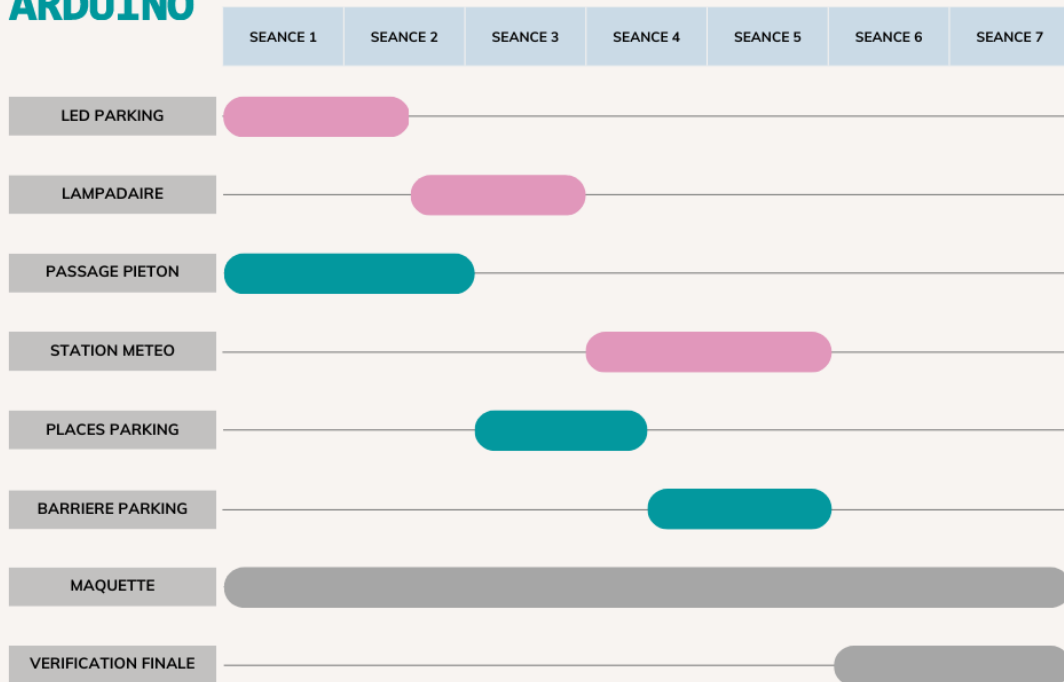 ARDUINO
SEANCE 1 SEANCE 2 SEANCE 3 SEANCE 4 SEANCE 5 SEANCE 6 SEANCE 7
LED PARKING
LAMPADAIRE
PASSAGE PIETON
STATION METEO
PLACES PARKING
BARRIERE PARKING
MAQUETTE
VERIFICATION FINALE